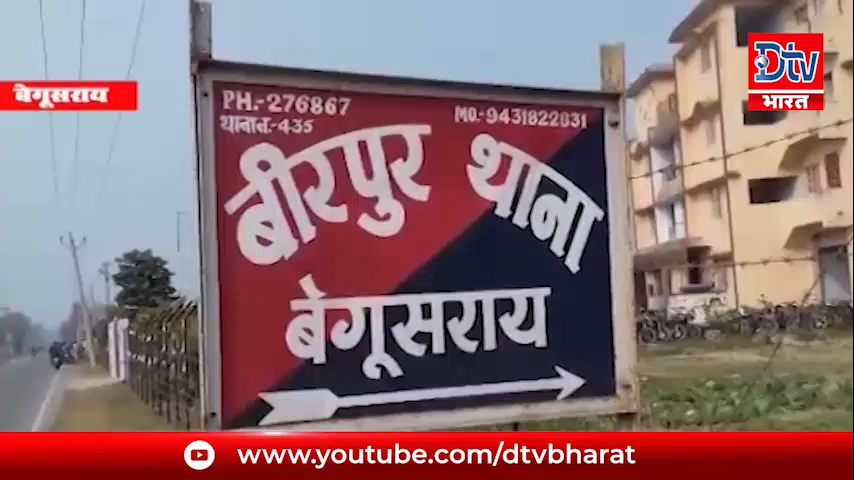 PH.-276867
MO.-9431822831
थाना नं.-435
बीरपुर थाना
बेगूसराय
बेगूसराय
Dtv
भारत
www.youtube.com/dtvbharat